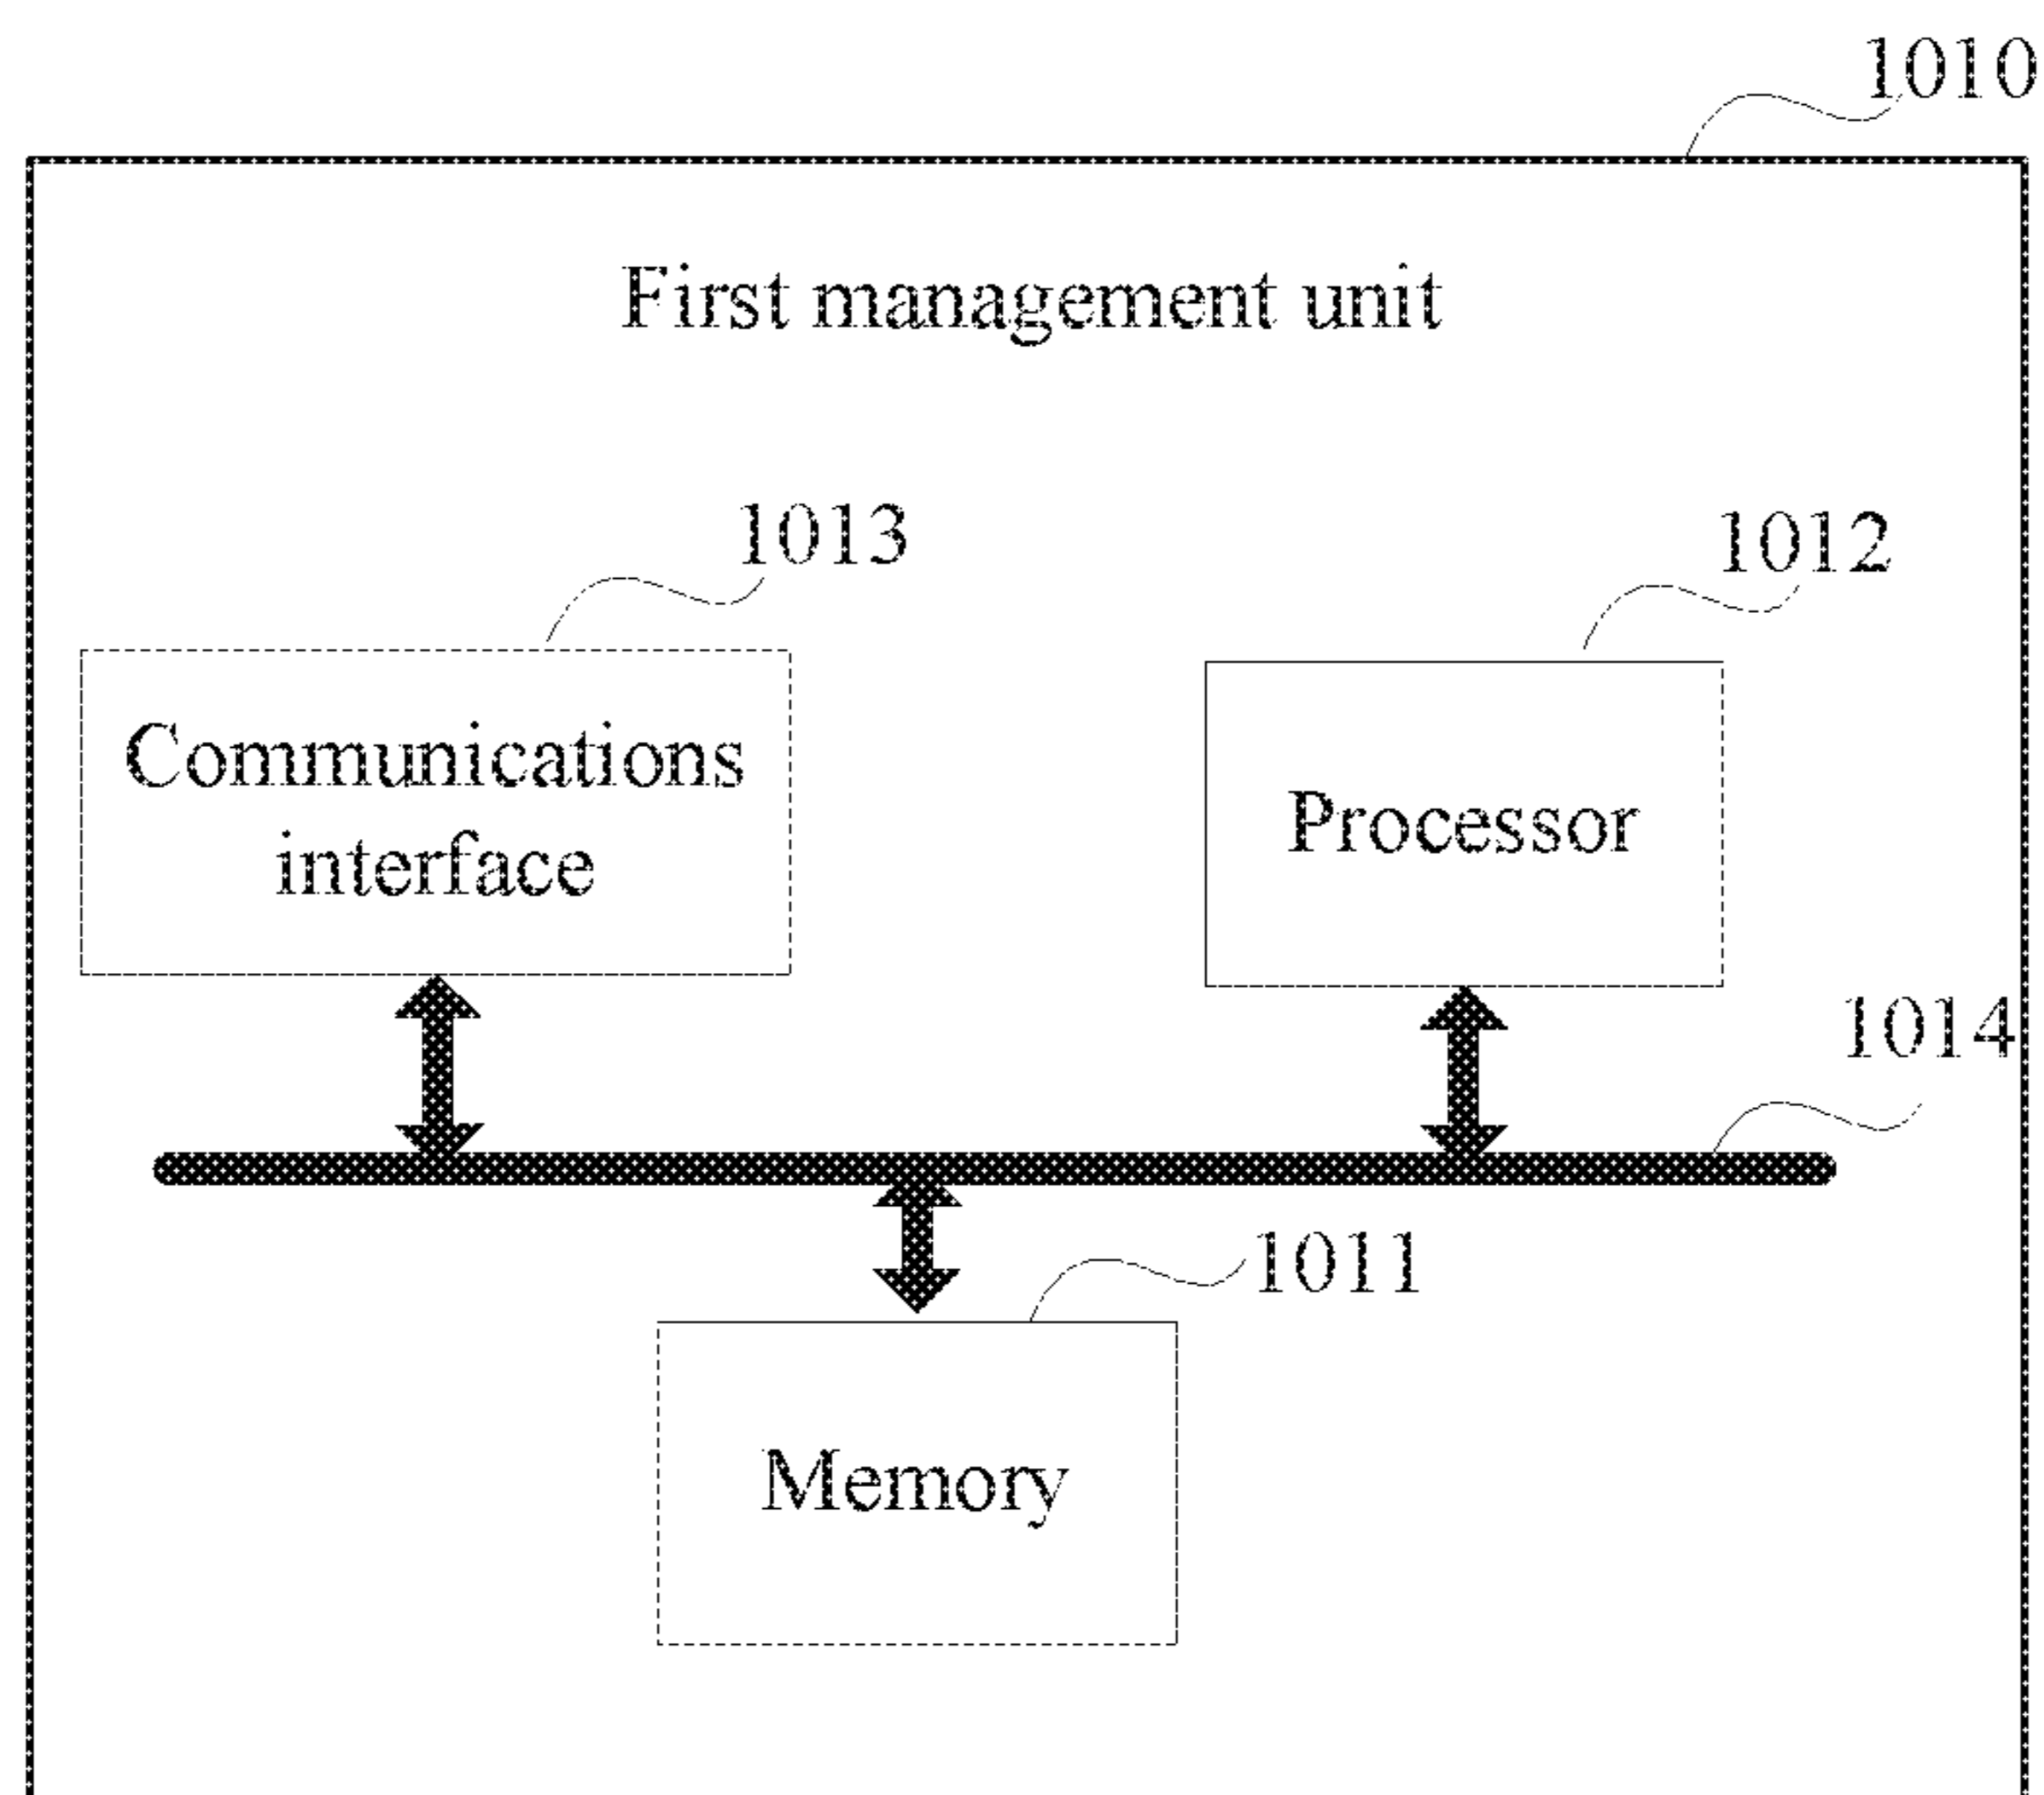 1010
First management unit
1013
1012
Communications
interface
Processor
1014
1011
Memory